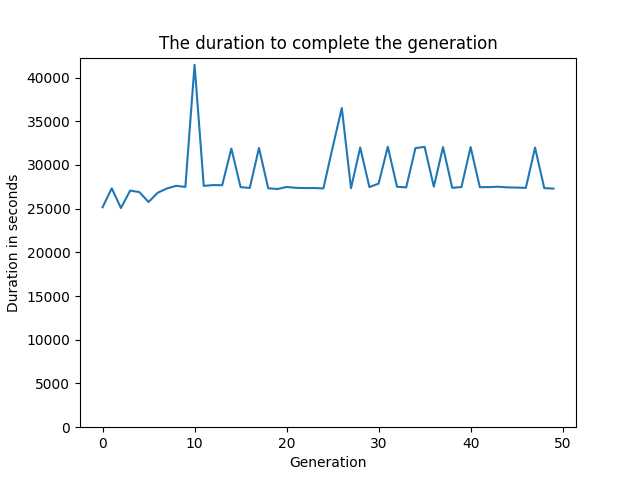 The duration to complete the generation
40000
35000
30000
25000
20000
15000
10000
5000
0
Duration in seconds
0 10 20 30 40 50
Generation